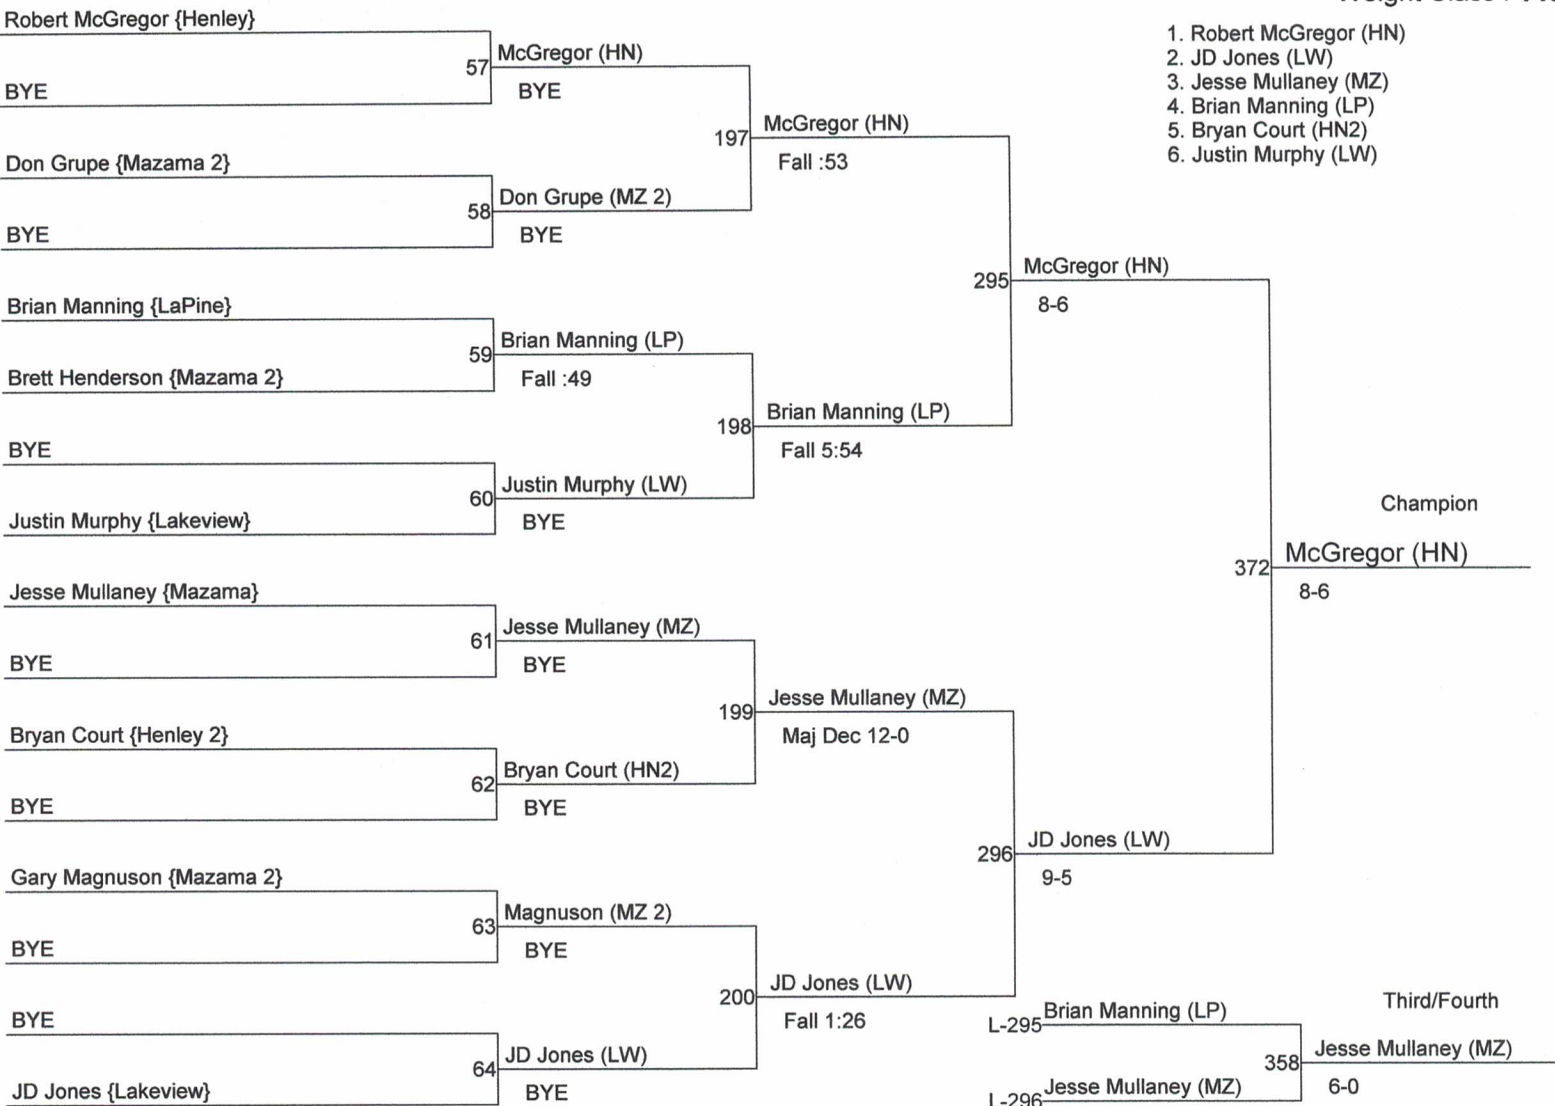 1. Robert McGregor (HN)
2. JD Jones (LW)
3. Jesse Mullaney (MZ)
4. Brian Manning (LP)
5. Bryan Court (HN2)
6. Justin Murphy (LW)
Robert McGregor {Henley}
BYE
57
McGregor (HN)
BYE
Don Grupe {Mazama 2}
BYE
58
Don Grupe (MZ 2)
BYE
197
McGregor (HN)
Fall :53
Brian Manning {LaPine}
Brett Henderson {Mazama 2}
59
Brian Manning (LP)
Fall :49
BYE
Justin Murphy {Lakeview}
60
Justin Murphy (LW)
BYE
198
Brian Manning (LP)
Fall 5:54
295
McGregor (HN)
8-6
Jesse Mullaney {Mazama}
BYE
61
Jesse Mullaney (MZ)
BYE
Bryan Court {Henley 2}
BYE
62
Bryan Court (HN2)
BYE
199
Jesse Mullaney (MZ)
Maj Dec 12-0
Gary Magnuson {Mazama 2}
BYE
63
Magnuson (MZ 2)
BYE
BYE
JD Jones {Lakeview}
64
JD Jones (LW)
BYE
200
JD Jones (LW)
Fall 1:26
296
JD Jones (LW)
9-5
Champion
372
McGregor (HN)
8-6
Third/Fourth
L-295
Brian Manning (LP)
L-296
Jesse Mullaney (MZ)
358
Jesse Mullaney (MZ)
6-0